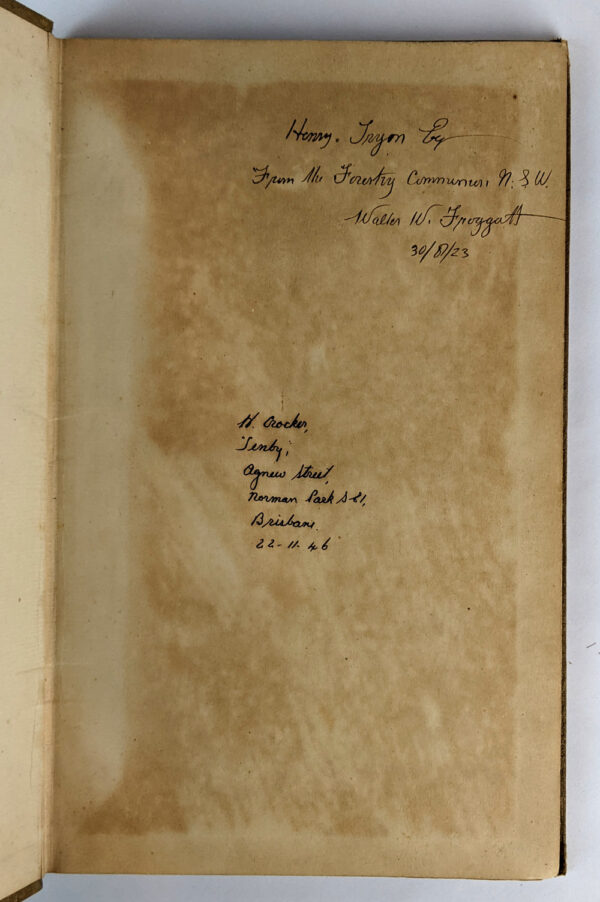 Henry. Tryon Esq
From the Forestry Commission N. S. W.
Walter W. Froggatt
30/8/23
H. Crocker,
"Tenby,"
Agnew Street,
Norman Park S.E.1,
Brisbane.
22-11-46